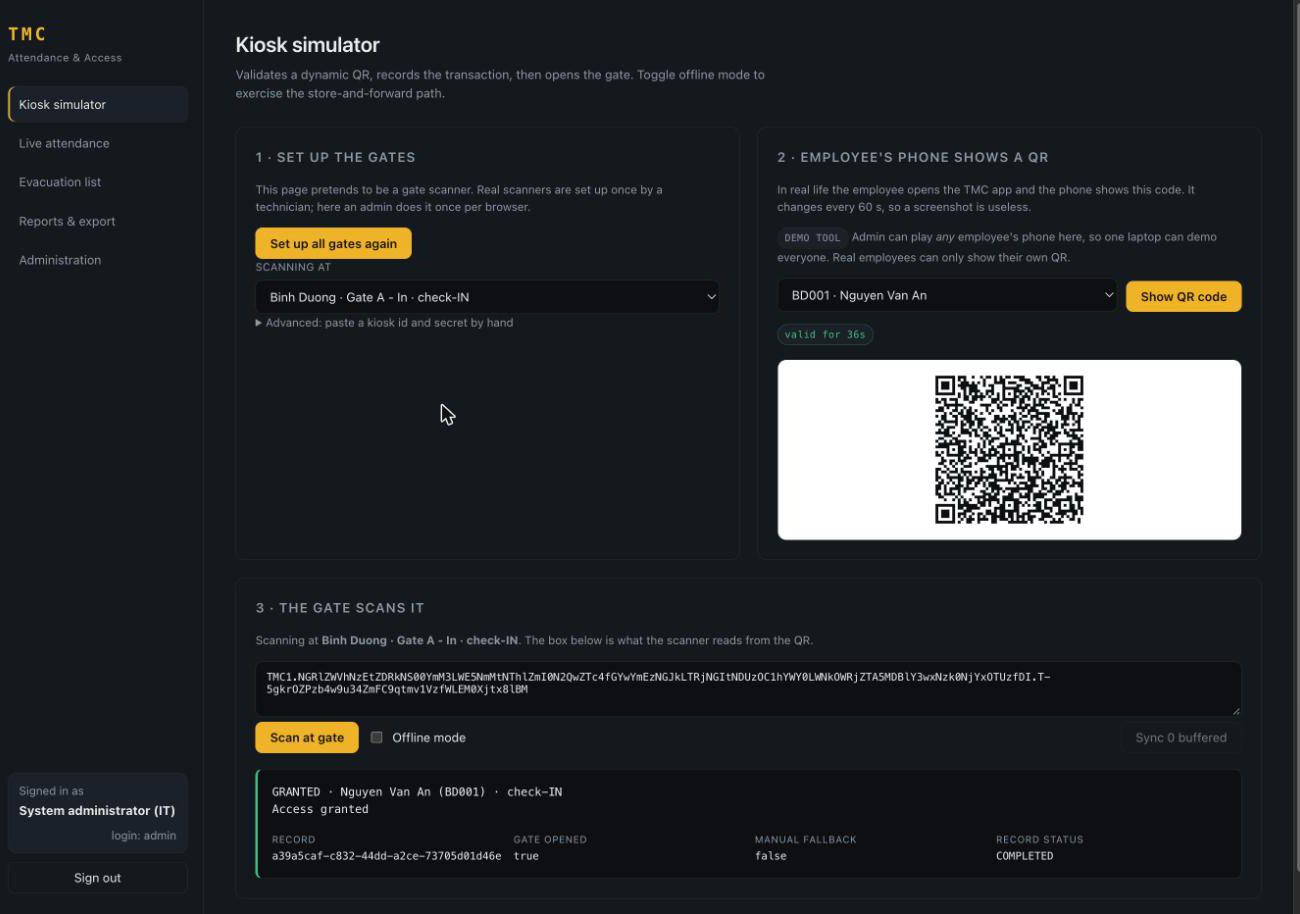 TMC
Attendance & Access
Kiosk simulator
Live attendance
Evacuation list
Reports & export
Administration
Signed in as
System administrator (IT)
login: admin
Sign out
Kiosk simulator
Validates a dynamic QR, records the transaction, then opens the gate. Toggle offline mode to
exercise the store-and-forward path.
1 · SET UP THE GATES
This page pretends to be a gate scanner. Real scanners are set up once by a
technician; here an admin does it once per browser.
Set up all gates again
SCANNING AT
Binh Duong · Gate A - In · check-IN
Advanced: paste a kiosk id and secret by hand
2 · EMPLOYEE'S PHONE SHOWS A QR
In real life the employee opens the TMC app and the phone shows this code. It
changes every 60 s, so a screenshot is useless.
DEMO TOOL Admin can play any employee's phone here, so one laptop can demo
everyone. Real employees can only show their own QR.
BD001 · Nguyen Van An
Show QR code
valid for 36s
3 · THE GATE SCANS IT
Scanning at Binh Duong · Gate A - In · check-IN. The box below is what the scanner reads from the QR.
Scan at gate
Offline mode
Sync 0 buffered
GRANTED · Nguyen Van An (BD001) · check-IN
Access granted
RECORD GATE OPENED MANUAL FALLBACK RECORD STATUS
a39a5caf-c832-44dd-a2ce-73705d01d46e true false COMPLETED